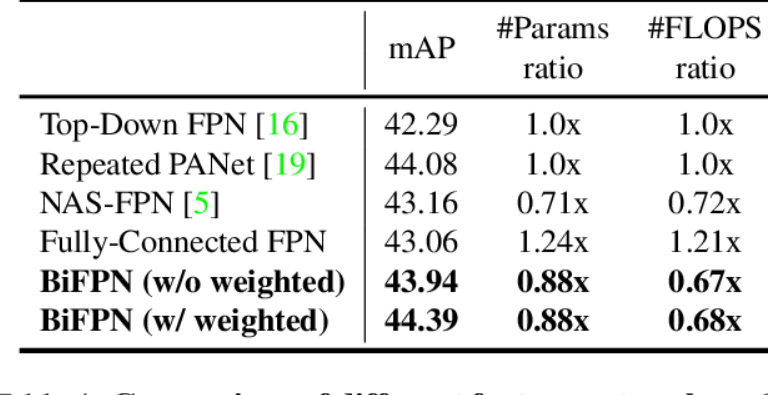 mAP #Params ratio #FLOPS ratio
Top-Down FPN [16] 42.29 1.0x 1.0x
Repeated PANet [19] 44.08 1.0x 1.0x
NAS-FPN [5] 43.16 0.71x 0.72x
Fully-Connected FPN 43.06 1.24x 1.21x
BiFPN (w/o weighted) 43.94 0.88x 0.67x
BiFPN (w/ weighted) 44.39 0.88x 0.68x